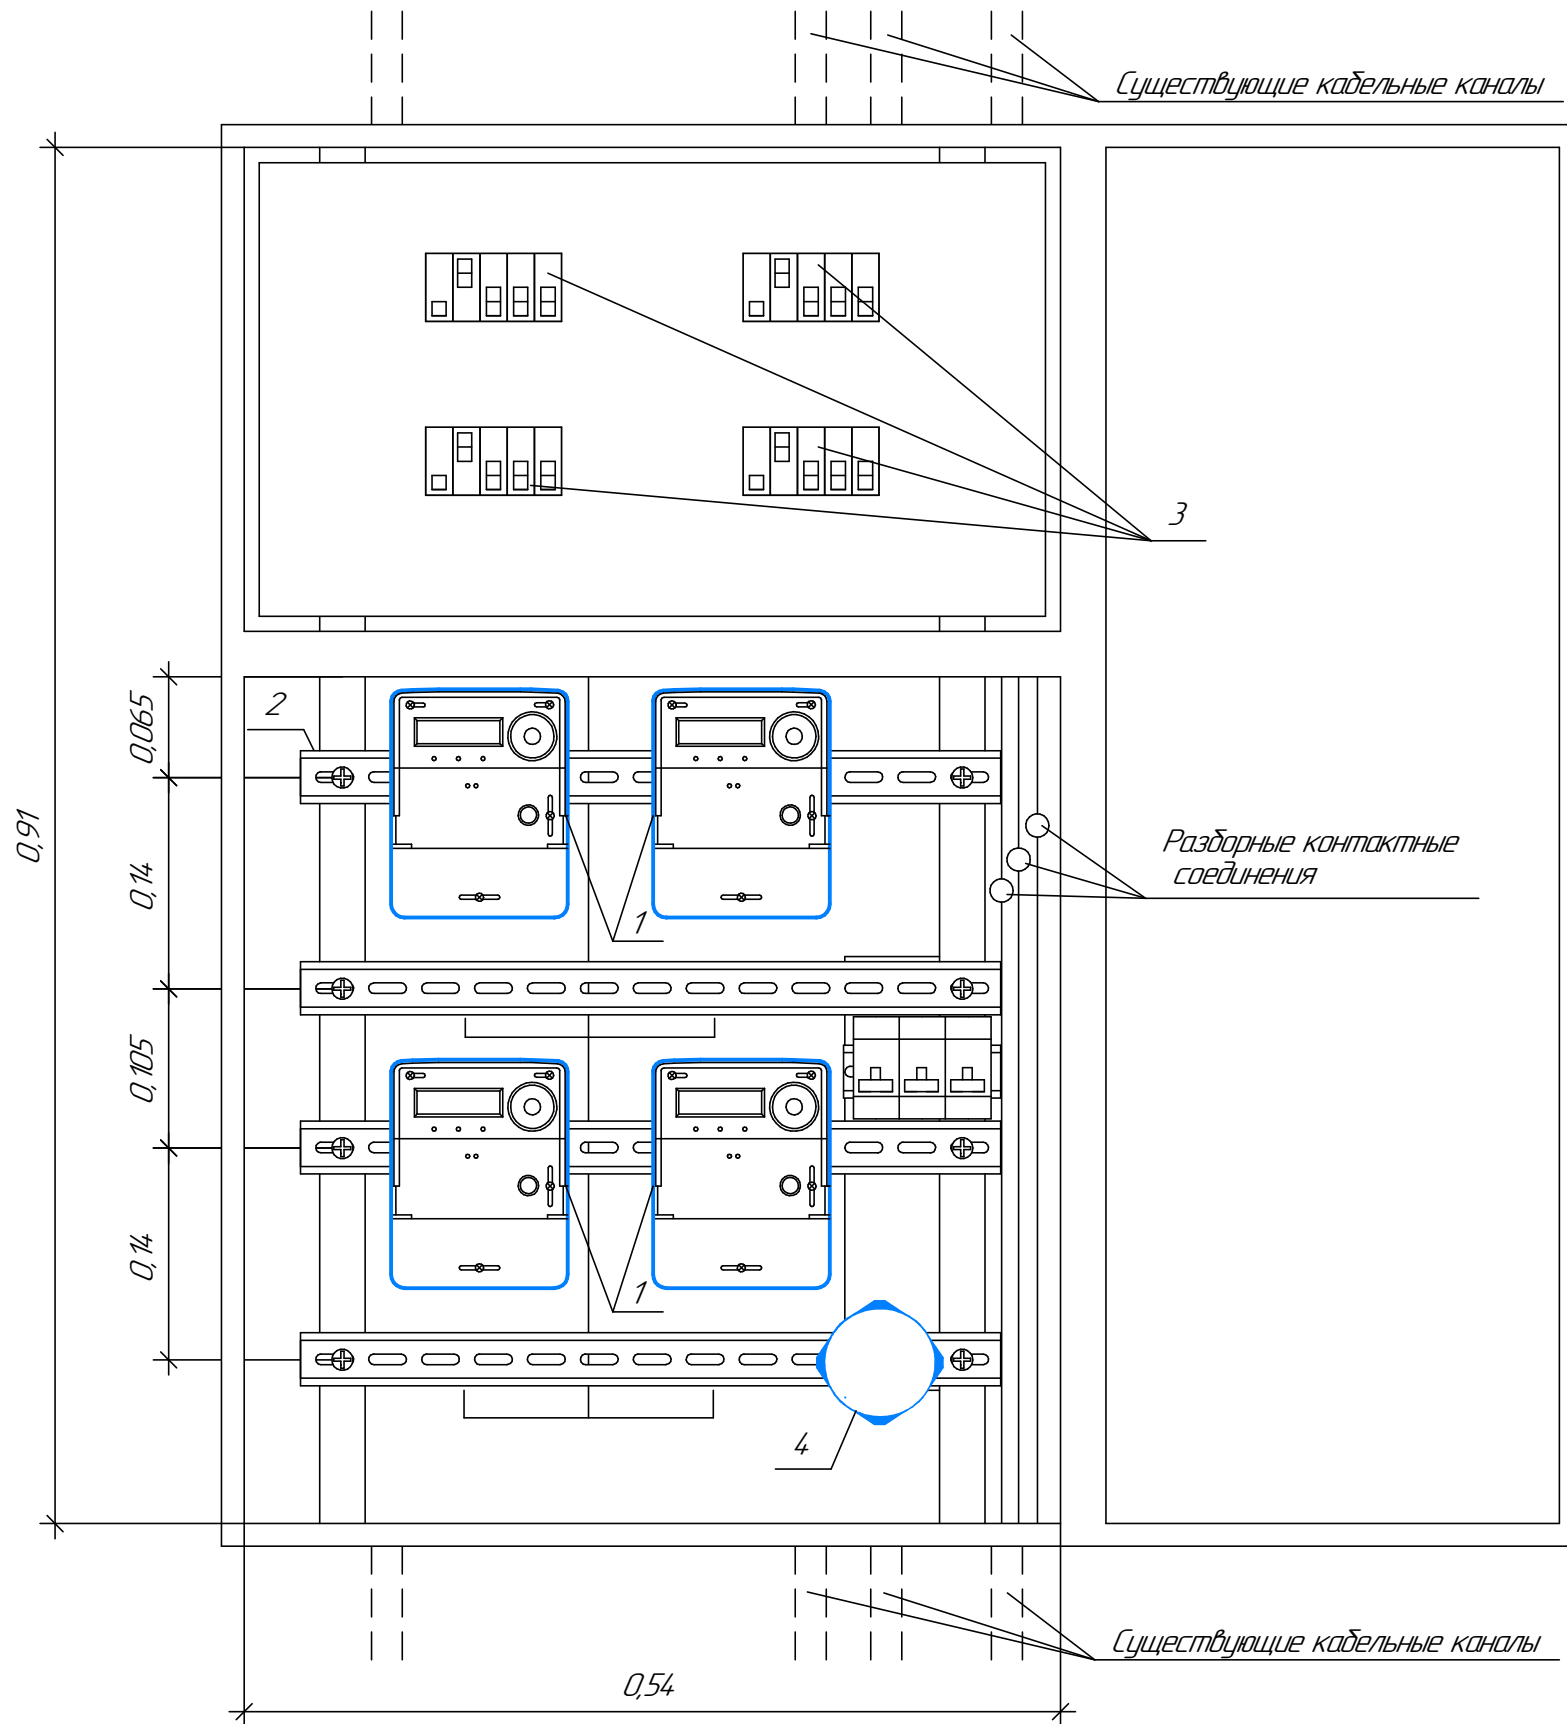 Существующие кабельные каналы
3
2
0,065
0,91
0,14
Разборные контактные
соединения
1
0,105
0,14
1
4
Существующие кабельные каналы
0,54